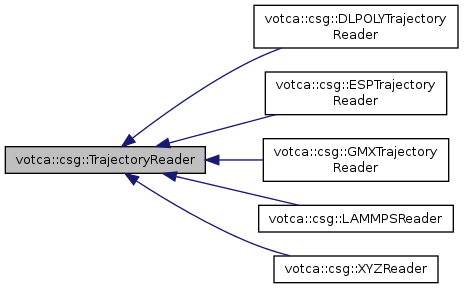 votca::csg::DLPOLYTrajectory
Reader
votca::csg::ESPTrajectory
Reader
votca::csg::GMXTrajectory
Reader
votca::csg::TrajectoryReader
votca::csg::LAMMPSReader
votca::csg::XYZReader